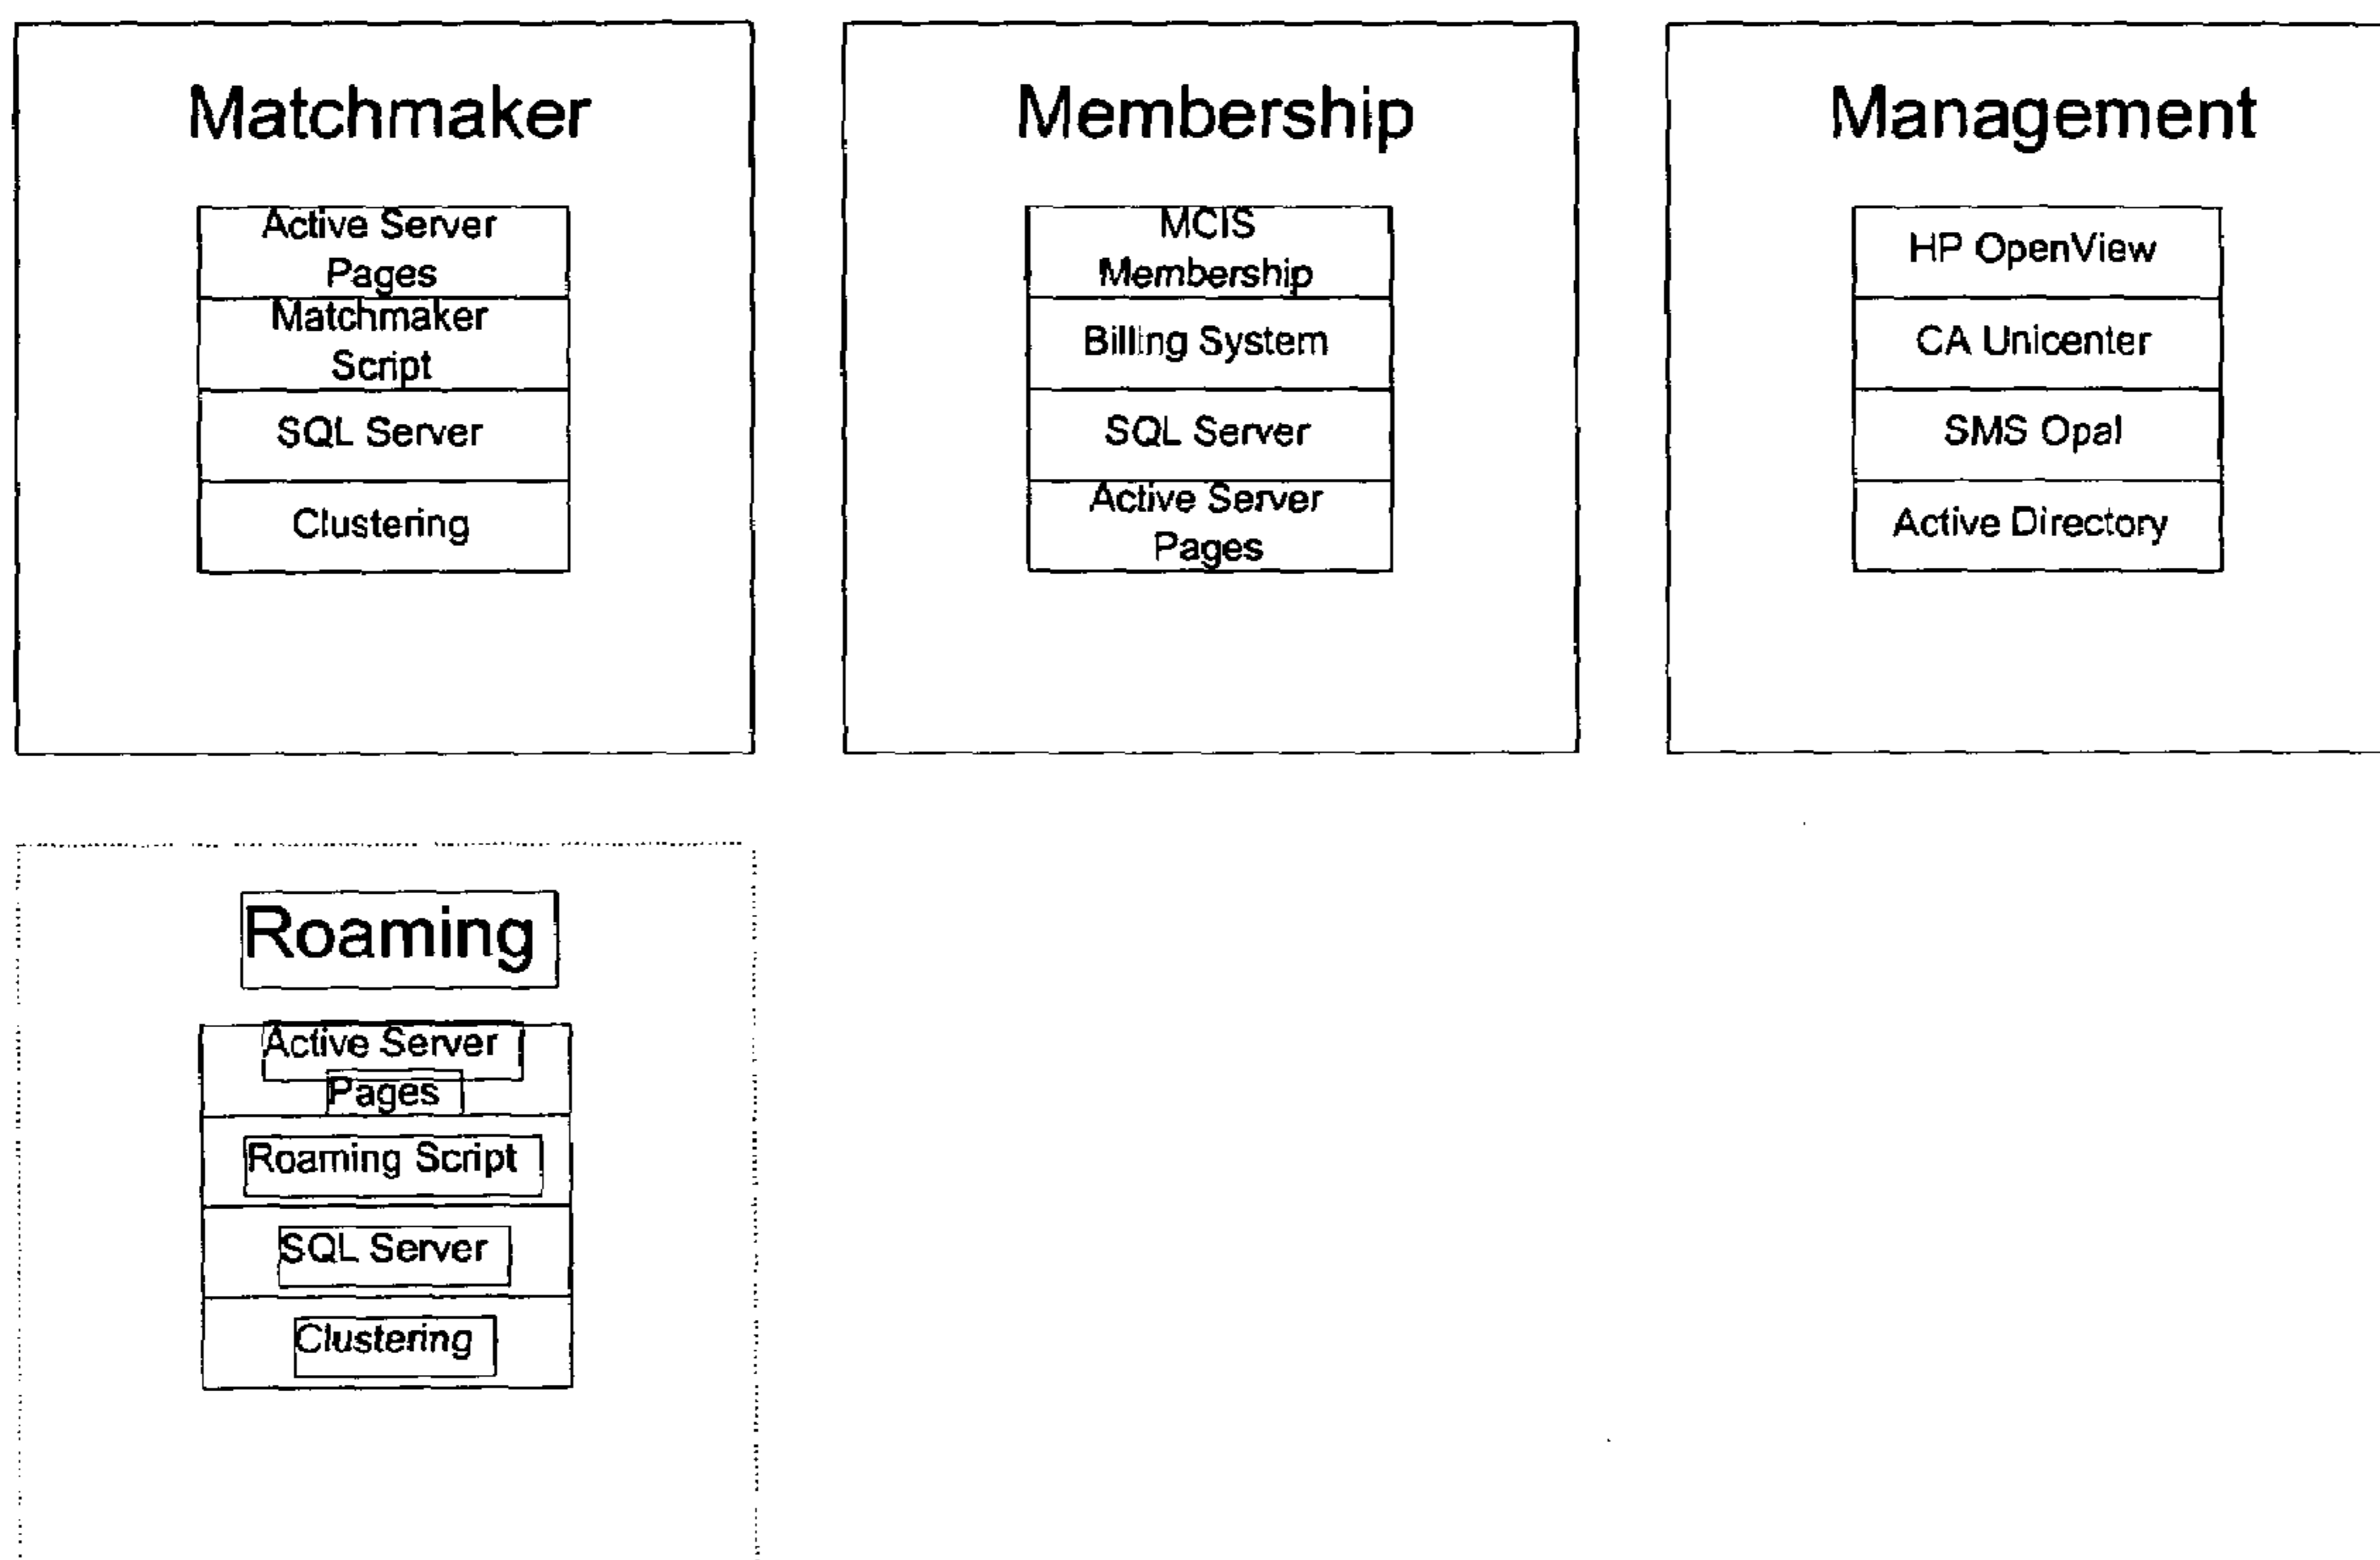 Matchmaker
Active Server
Pages
Matchmaker
Script
SQL Server
Clustering
Membership
MCIS
Membership
Billing System
SQL Server
Active Server
Pages
Management
HP OpenView
CA Unicenter
SMS Opal
Active Directory
Roaming
Active Server
Pages
Roaming Script
SQL Server
Clustering